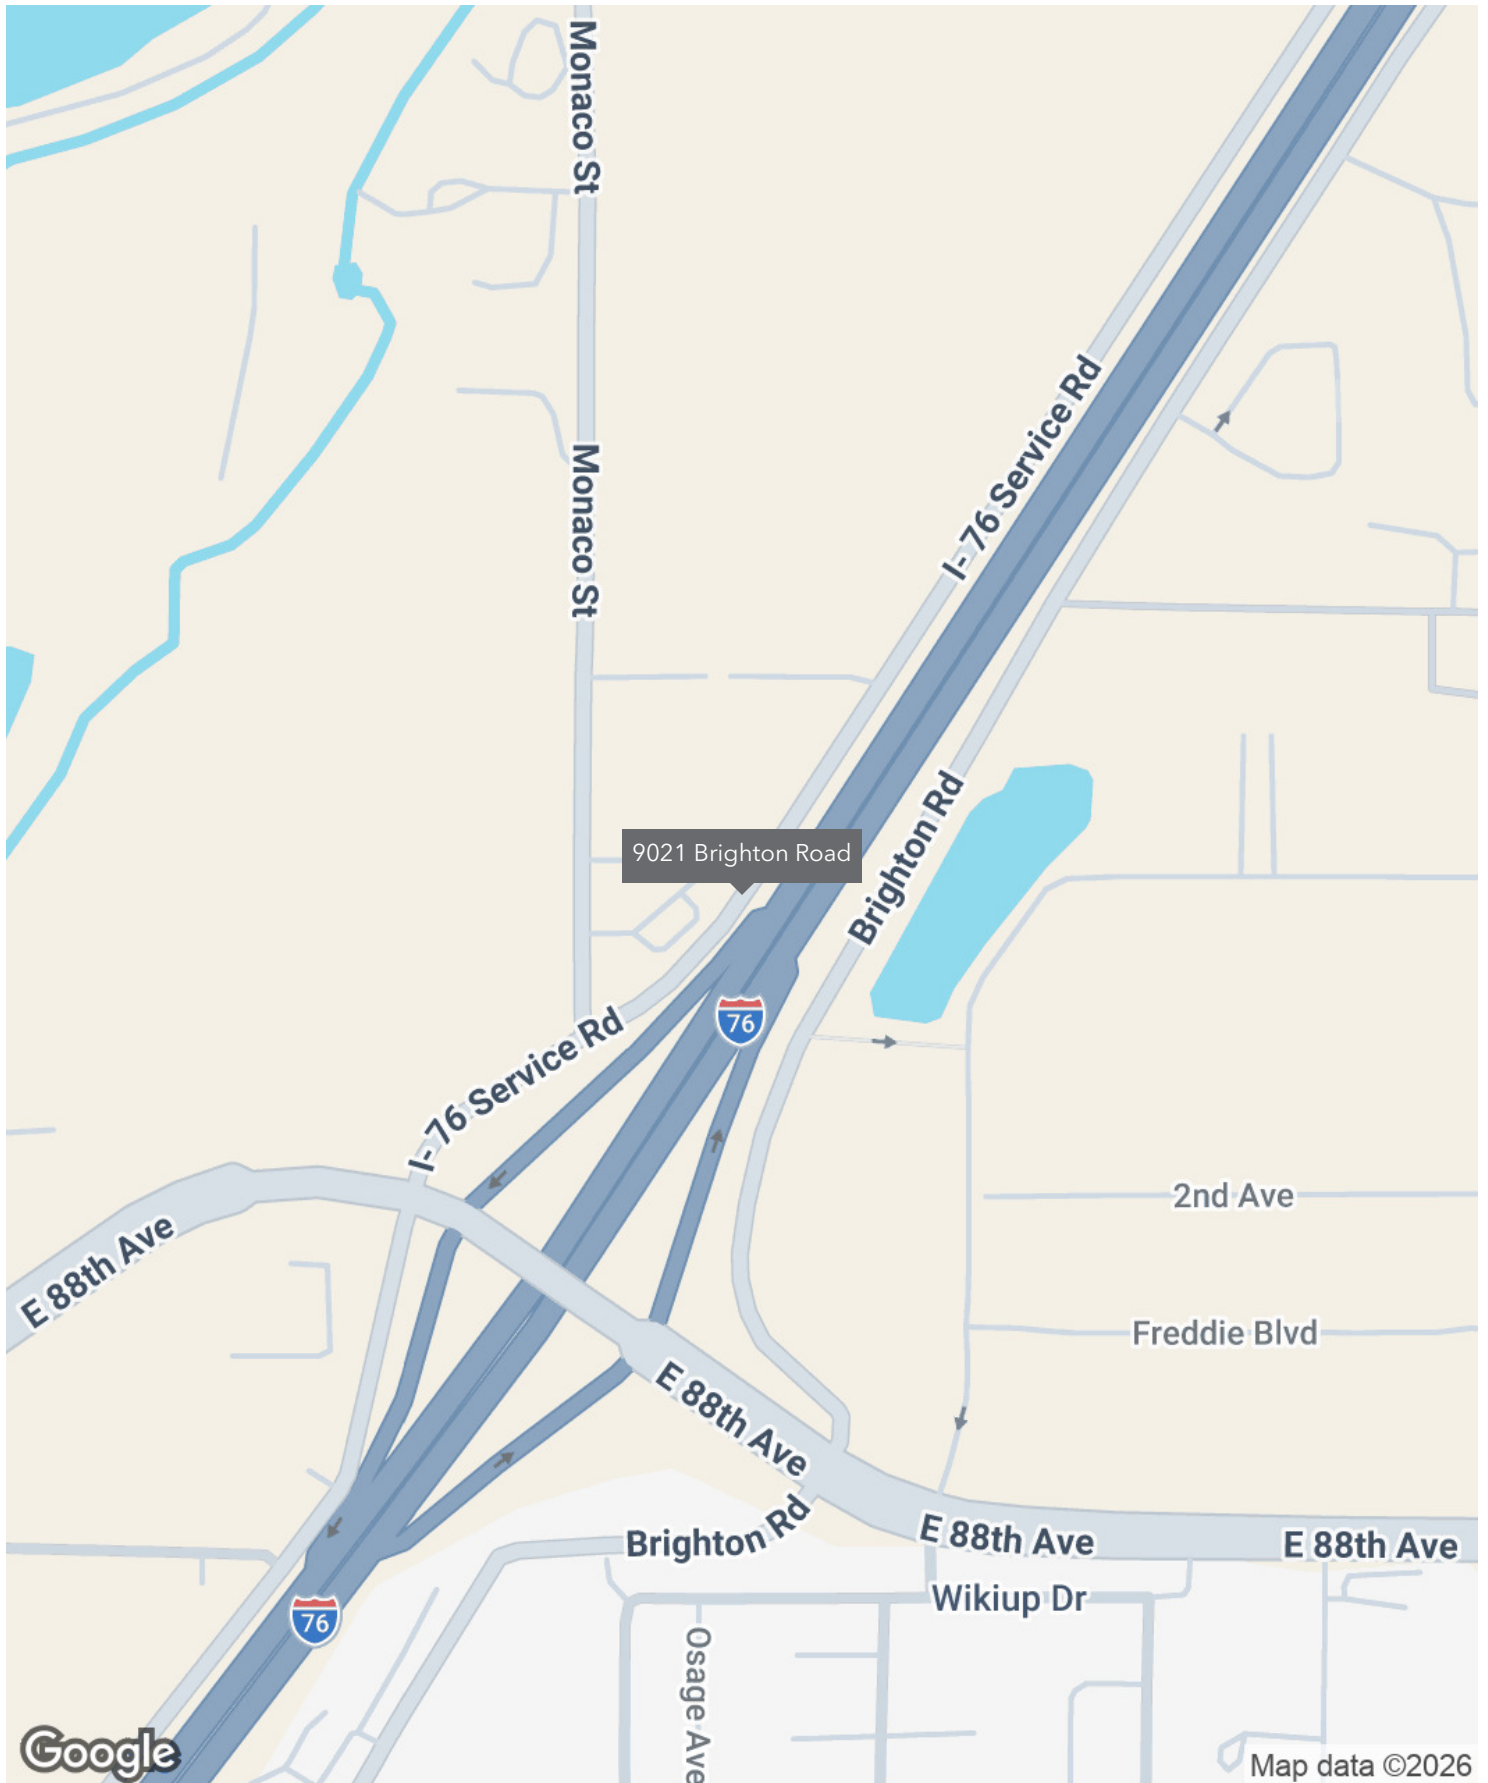 Monaco St
I- 76 Service Rd
Monaco St
Brighton Rd
9021 Brighton Road
76
I- 76 Service Rd
2nd Ave
E 88th Ave
Freddie Blvd
E 88th Ave
Brighton Rd
E 88th Ave
E 88th Ave
Wikiup Dr
76
Osage Ave
Google
Map data ©2026